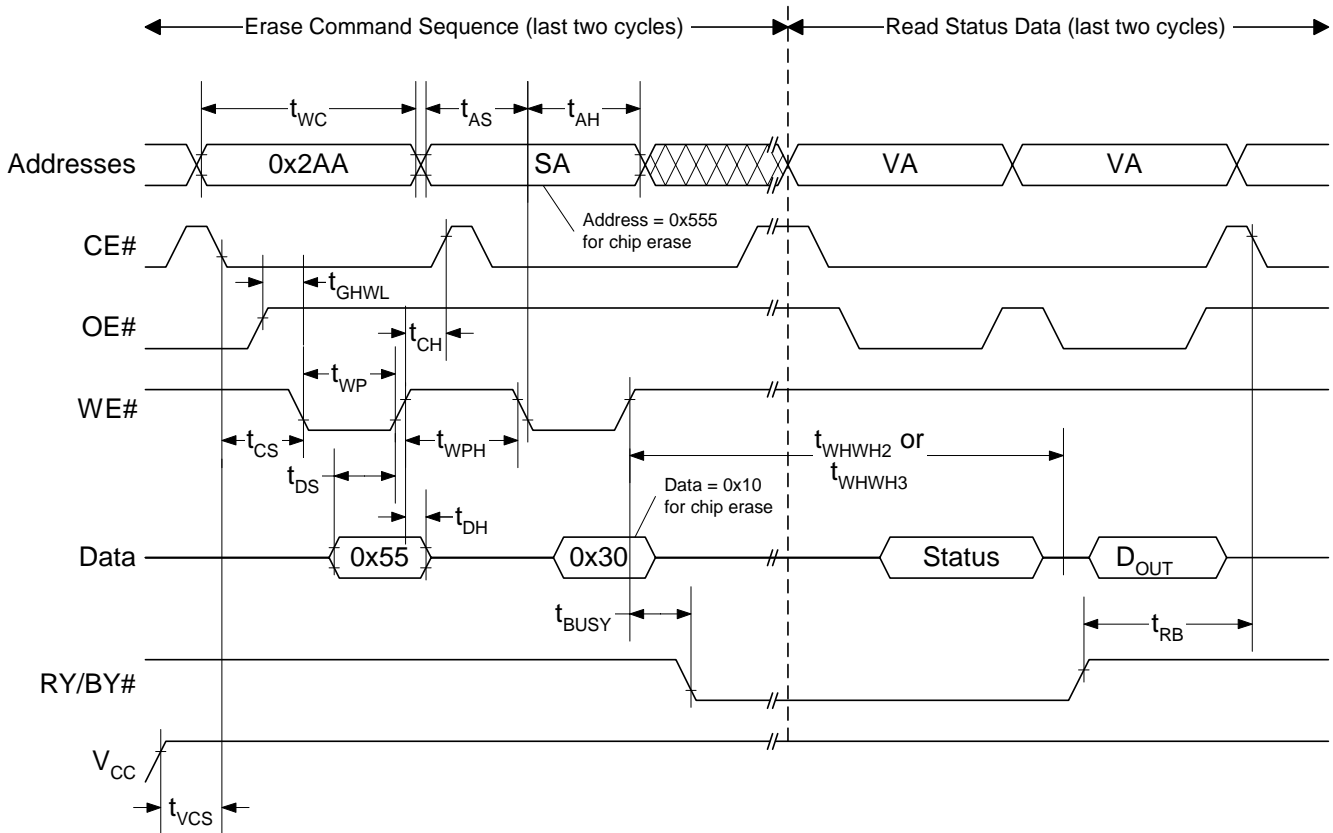 Erase Command Sequence (last two cycles)
Read Status Data (last two cycles)
tWC
tAS
tAH
Addresses
0x2AA
SA
VA
VA
Address = 0x555
for chip erase
CE#
tGHWL
OE#
tCH
tWP
WE#
tCS
tWPH
tWHWH2 or
tWHWH3
tDS
Data = 0x10
for chip erase
tDH
Data
0x55
0x30
Status
DOUT
tBUSY
tRB
RY/BY#
VCC
tVCS